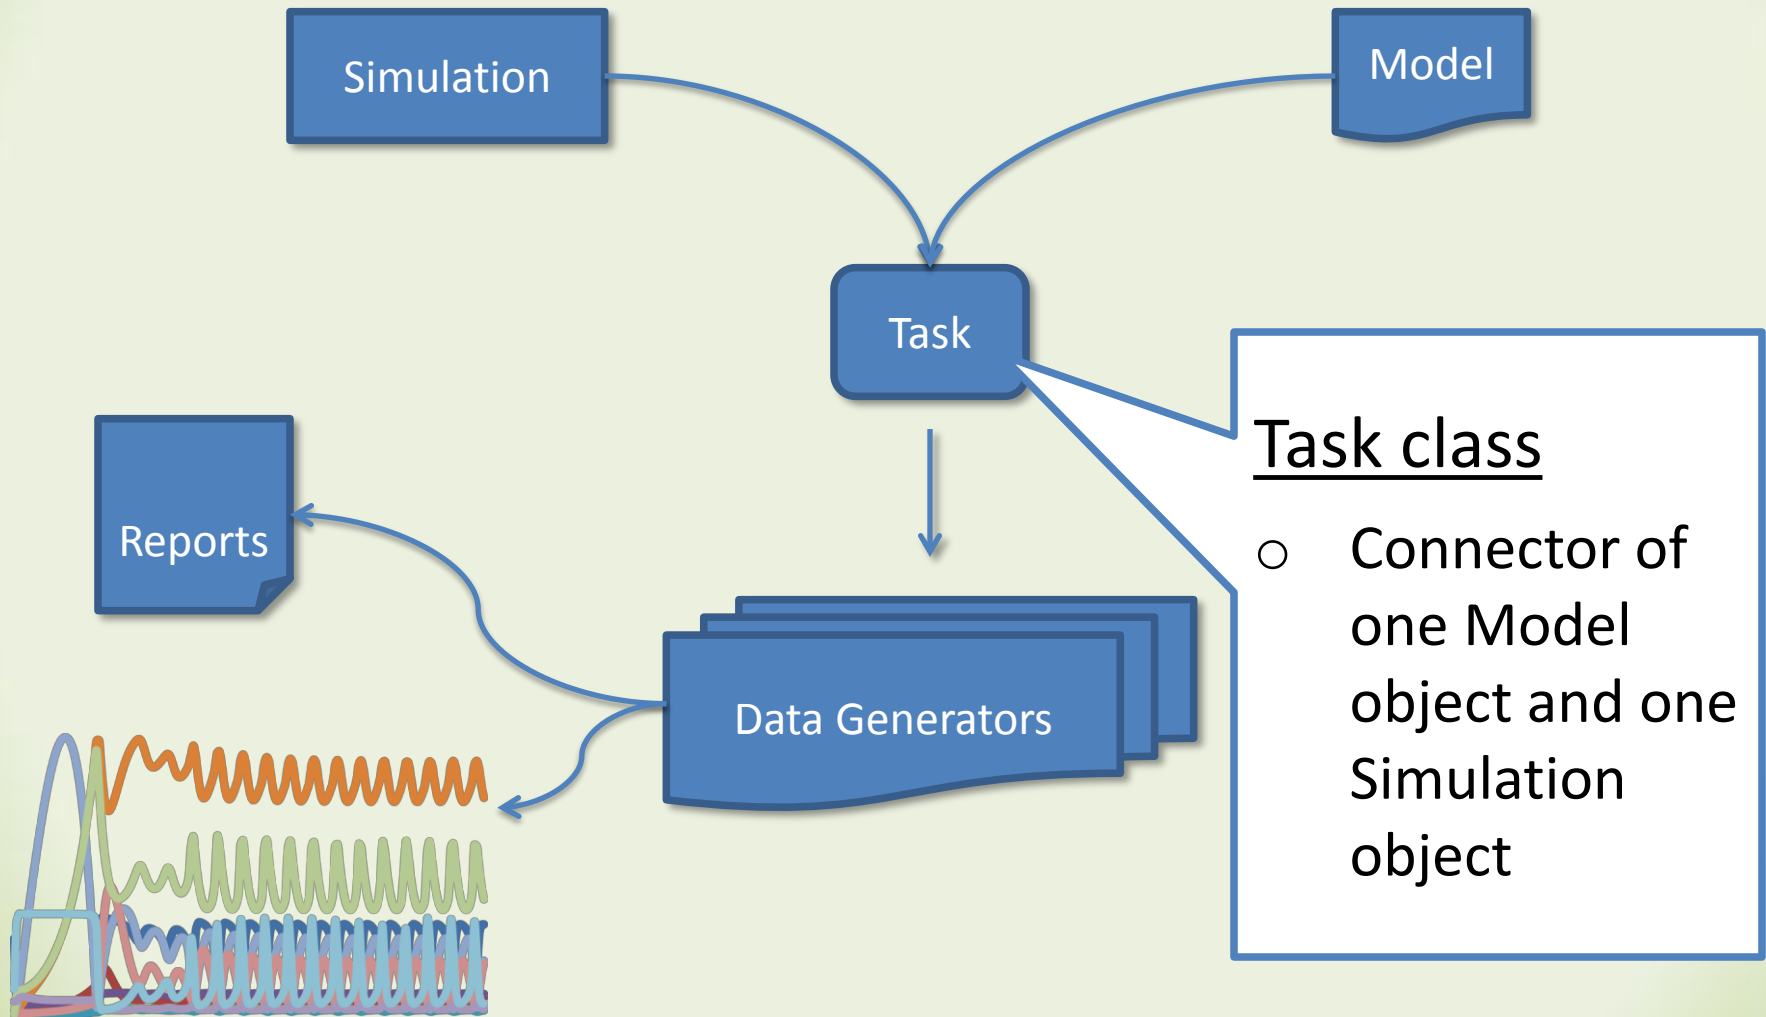 Simulation
Model
Task
Reports
Data Generators
Task class
o Connector of
one Model
object and one
Simulation
object